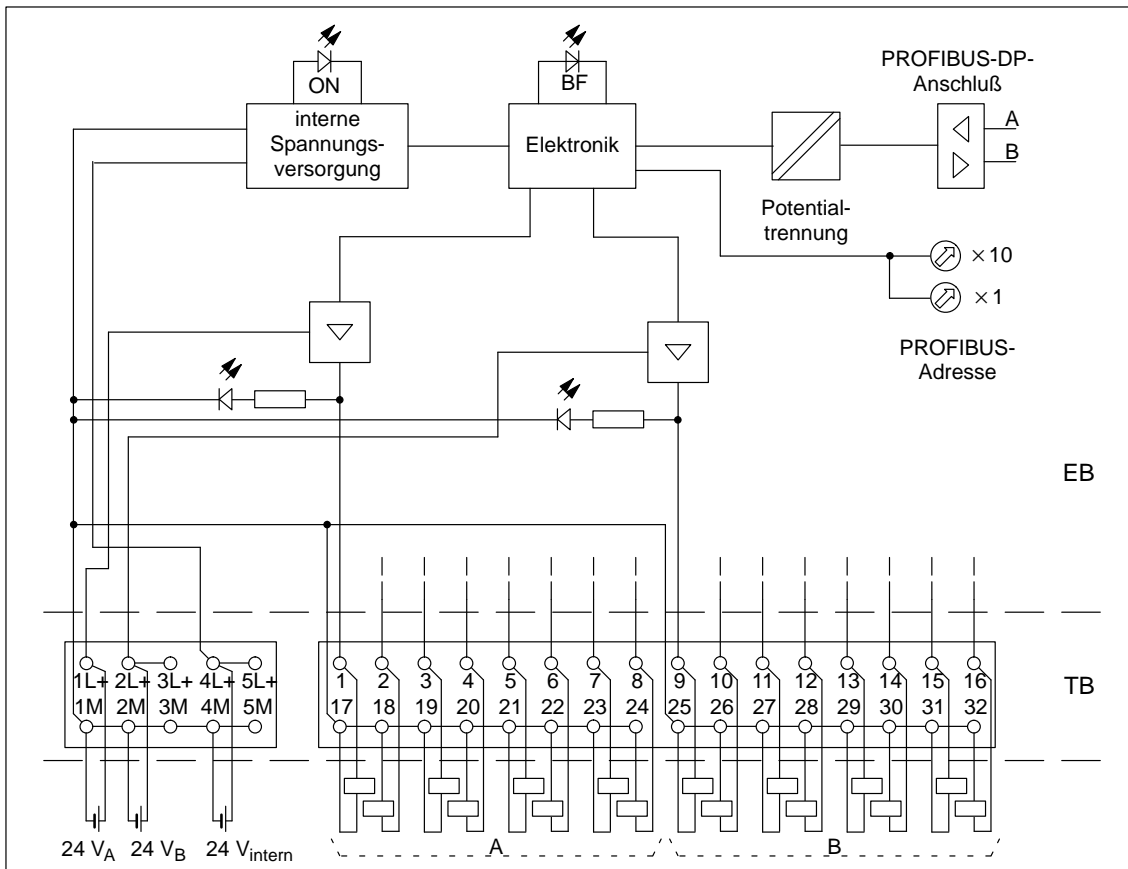 PROFIBUS-DP-
Anschluß
ON
BF
A
B
interne
Spannungs-
versorgung
Elektronik
Potential-
trennung
×10
×1
PROFIBUS-
Adresse
EB
1L+ 2L+ 3L+ 4L+ 5L+
1M 2M 3M 4M 5M
1 2 3 4 5 6 7 8 9 10 11 12 13 14 15 16
17 18 19 20 21 22 23 24 25 26 27 28 29 30 31 32
TB
24 VA 24 VB 24 Vintern
A
B